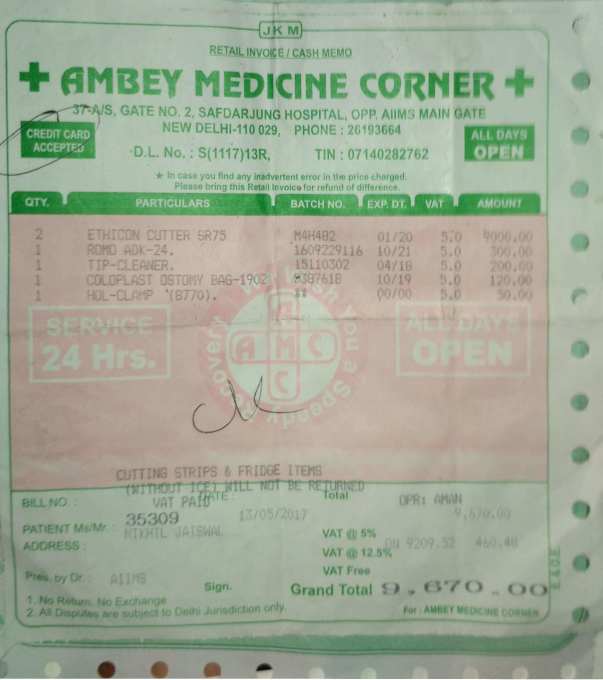 JKM
RETAIL INVOICE / CASH MEMO
AMBEY MEDICINE CORNER
37-A/S, GATE NO. 2, SAFDARJUNG HOSPITAL, OPP. AIIMS MAIN GATE
NEW DELHI-110 029, PHONE : 26193664
CREDIT CARD ACCEPTED
ALL DAYS OPEN
D.L. No. : S(1117)13R, TIN : 07140282762
★ In case you find any inadvertent error in the price charged.
Please bring this Retail Invoice for refund of difference.
QTY. PARTICULARS BATCH NO. EXP. DT. VAT AMOUNT
2 ETHICON CUTTER SR75 M4H4B2 01/20 5.0 9000.00
1 ROMO ADK-24. 1609229116 10/21 5.0 300.00
1 TIP-CLEANER. 15110302 04/18 5.0 200.00
1 COLOPLAST OSTOMY BAG-1902 10/19 5.0 120.00
1 HOL-CLAMP (8770). 00/00 5.0 50.00
SERVICE 24 Hrs.
AMCC
you a Speedy Recovery
ALL DAYS OPEN
CUTTING STRIPS & FRIDGE ITEMS
(WITHOUT ICE) WILL NOT BE RETURNED
BILL NO. : VAT PAID DATE : Total OPR: AMAN
35309 13/05/2017 9,670.00
PATIENT Ms/Mr. : NIKHIL JAISWAL VAT @ 5%
ADDRESS : VAT @ 12.5% ON 9209.52 460.48
VAT Free
Pres. by Dr. : AIIMS Sign. Grand Total 9,670.00
E.&.O.E
1. No Return. No Exchange
2. All Disputes are subject to Delhi Jurisdiction only.
For : AMBEY MEDICINE CORNER